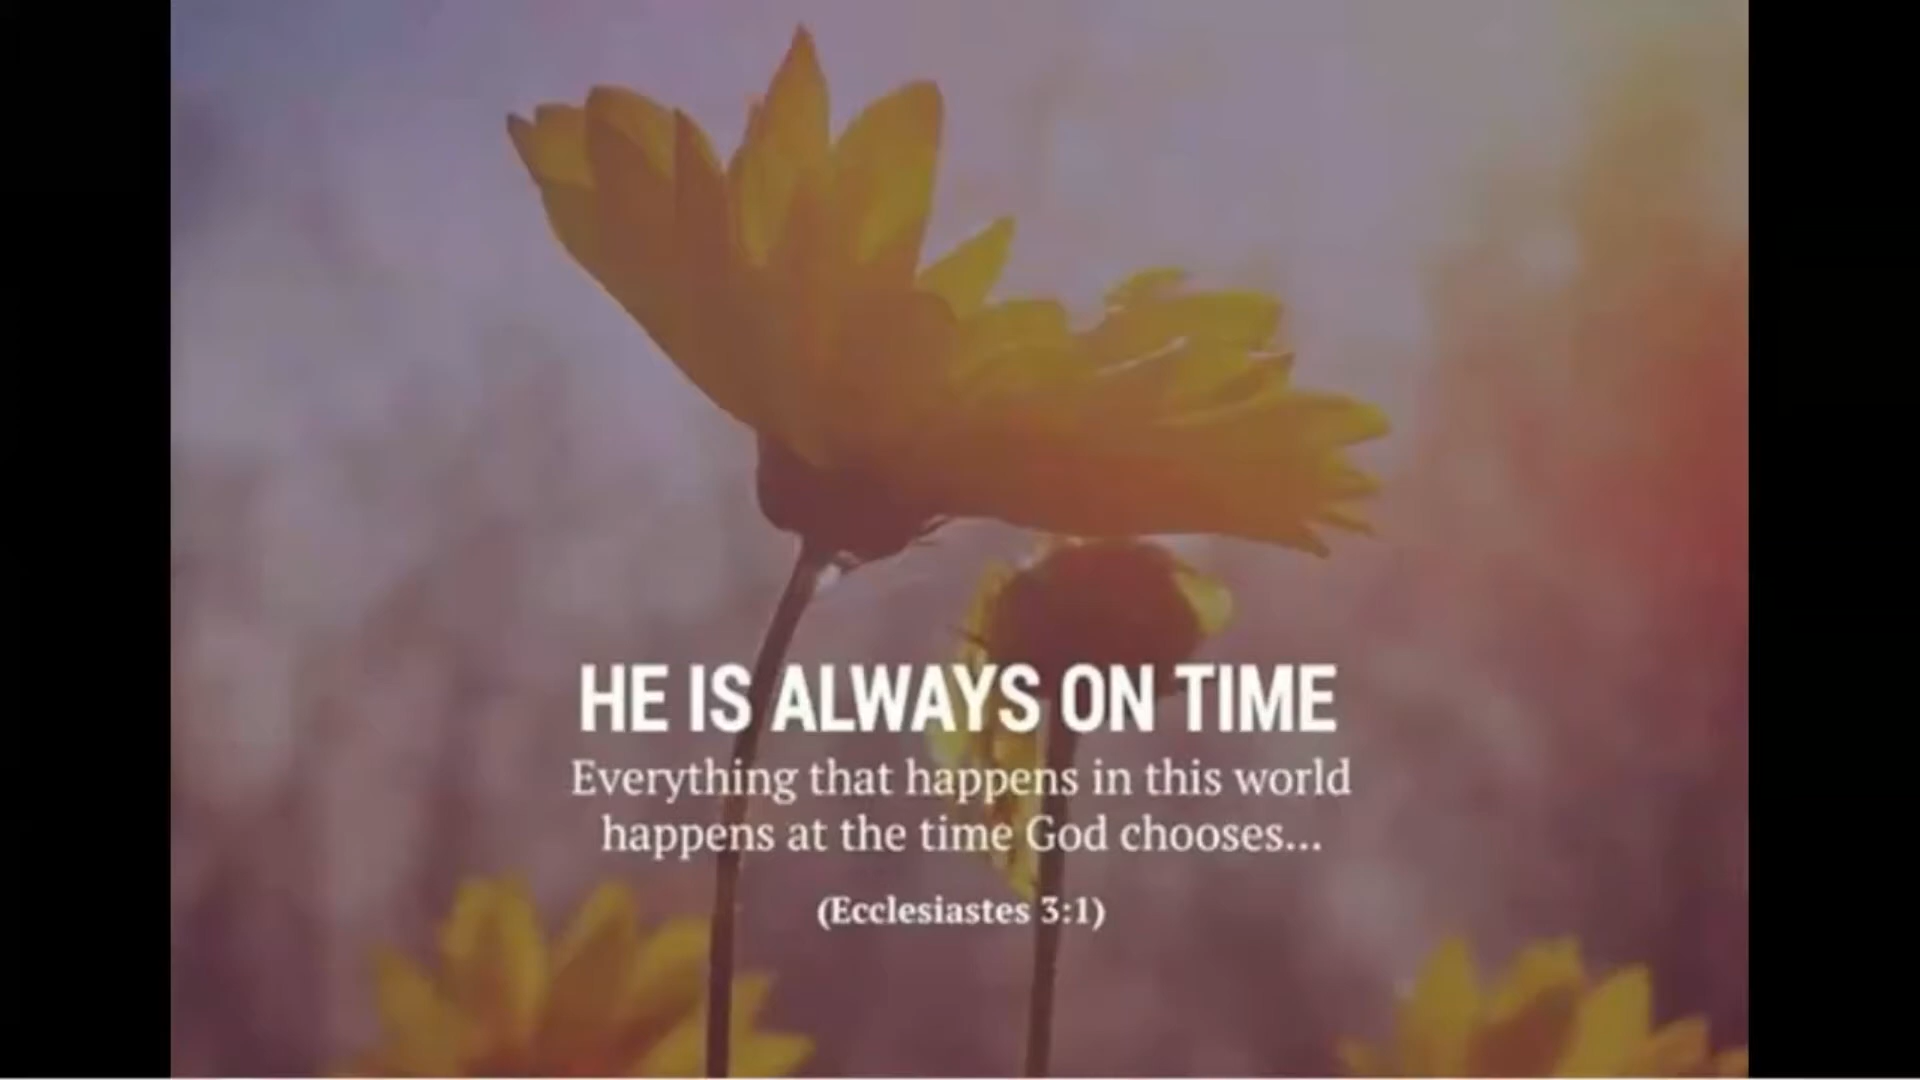 HE IS ALWAYS ON TIME
Everything that happens in this world
happens at the time God chooses...
(Ecclesiastes 3:1)